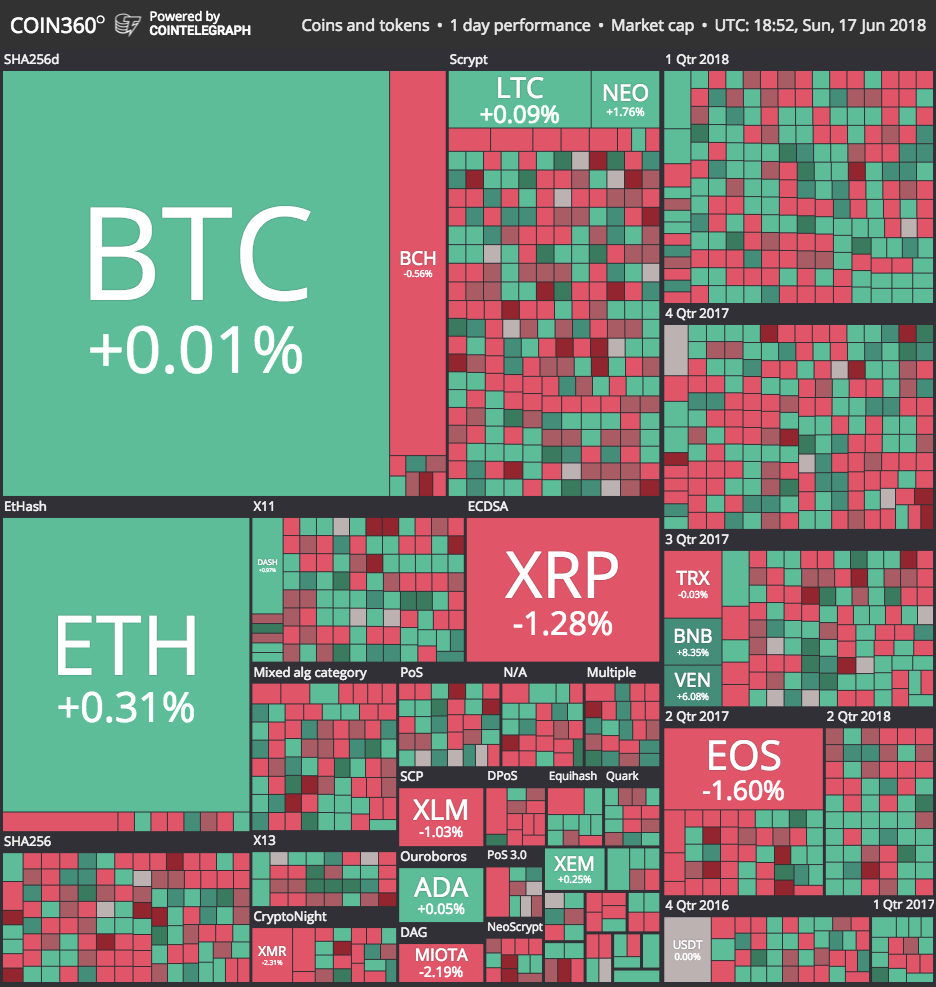 COIN360°
Powered by
COINTELEGRAPH
Coins and tokens • 1 day performance • Market cap • UTC: 18:52, Sun, 17 Jun 2018
SHA256d
BTC
+0.01%
BCH
-0.56%
Scrypt
LTC
+0.09%
NEO
+1.76%
1 Qtr 2018
4 Qtr 2017
EtHash
ETH
+0.31%
X11
DASH
+0.97%
ECDSA
XRP
-1.28%
3 Qtr 2017
TRX
-0.03%
BNB
+8.35%
VEN
+6.08%
Mixed alg category
PoS
N/A
Multiple
2 Qtr 2017
EOS
-1.60%
2 Qtr 2018
SCP
XLM
-1.03%
DPoS
Equihash
Quark
SHA256
X13
Ouroboros
ADA
+0.05%
PoS 3.0
XEM
+0.25%
CryptoNight
XMR
-2.31%
DAG
MIOTA
-2.19%
NeoScrypt
4 Qtr 2016
USDT
0.00%
1 Qtr 2017